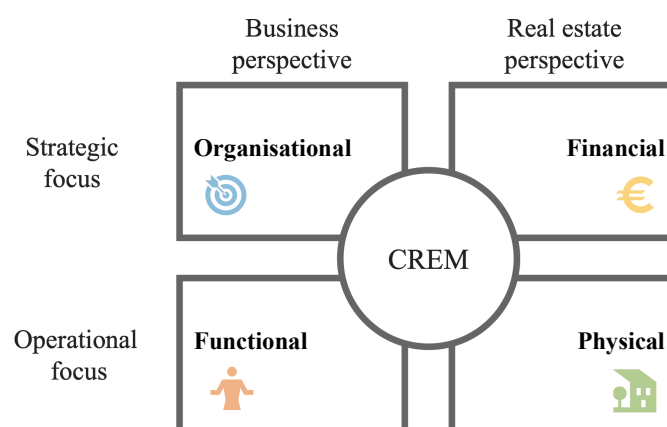 Business
perspective
Real estate
perspective
Strategic
focus
Organisational
Financial
CREM
Operational
focus
Functional
Physical